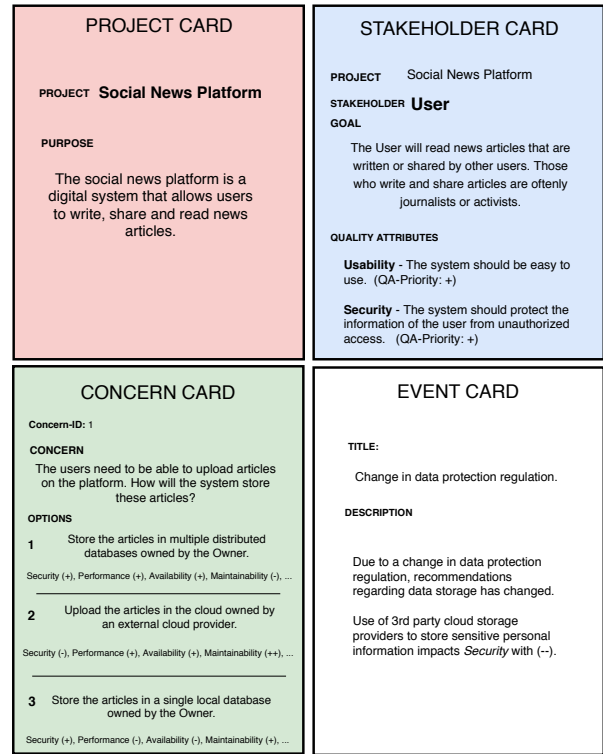 PROJECT CARD
PROJECT Social News Platform
PURPOSE
The social news platform is a
digital system that allows users
to write, share and read news
articles.
STAKEHOLDER CARD
PROJECT Social News Platform
STAKEHOLDER User
GOAL
The User will read news articles that are
written or shared by other users. Those
who write and share articles are oftenly
journalists or activists.
QUALITY ATTRIBUTES
Usability - The system should be easy to
use. (QA-Priority: +)
Security - The system should protect the
information of the user from unauthorized
access. (QA-Priority: +)
CONCERN CARD
Concern-ID: 1
CONCERN
The users need to be able to upload articles
on the platform. How will the system store
these articles?
OPTIONS
1 Store the articles in multiple distributed
databases owned by the Owner.
Security (+), Performance (+), Availability (+), Maintainability (-), ...
2 Upload the articles in the cloud owned by
an external cloud provider.
Security (-), Performance (+), Availability (+), Maintainability (++), ...
3 Store the articles in a single local database
owned by the Owner.
Security (+), Performance (-), Availability (-), Maintainability (+), ...
EVENT CARD
TITLE:
Change in data protection regulation.
DESCRIPTION
Due to a change in data protection
regulation, recommendations
regarding data storage has changed.
Use of 3rd party cloud storage
providers to store sensitive personal
information impacts Security with (--).